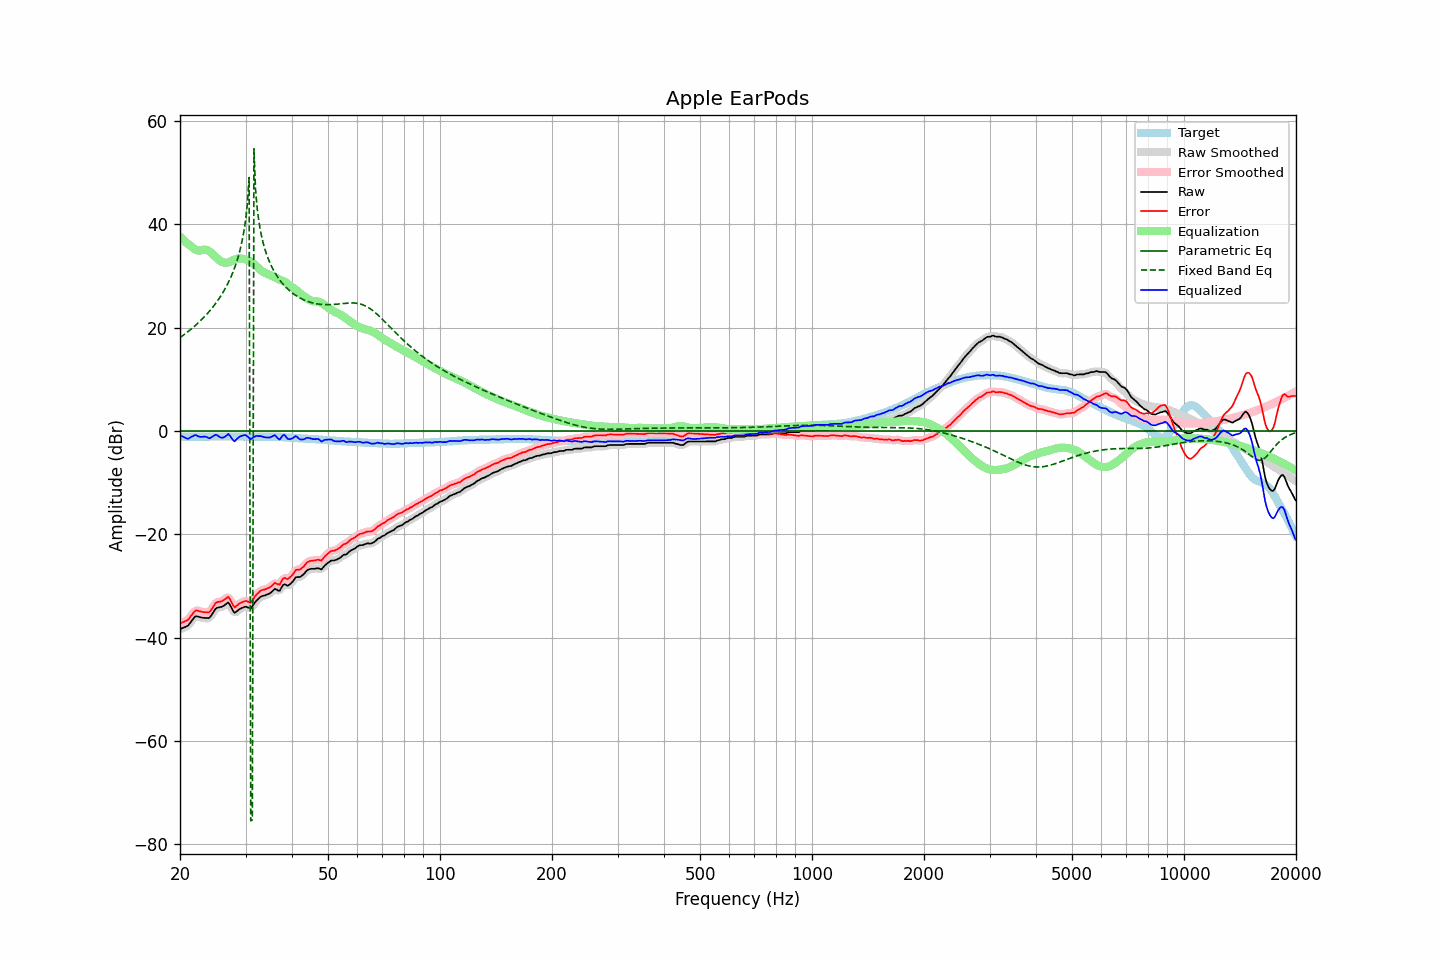 Apple EarPods
60
40
20
0
−20
−40
−60
−80
Amplitude (dBr)
20
50
100
200
500
1000
2000
5000
10000
20000
Frequency (Hz)
Target
Raw Smoothed
Error Smoothed
Raw
Error
Equalization
Parametric Eq
Fixed Band Eq
Equalized